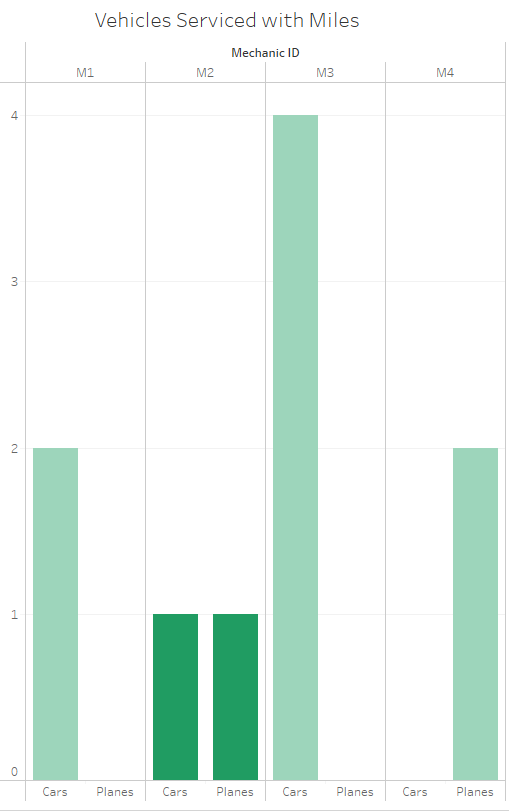 Vehicles Serviced with Miles
Mechanic ID
M1 M2 M3 M4
4
3
2
1
0
Cars Planes Cars Planes Cars Planes Cars Planes